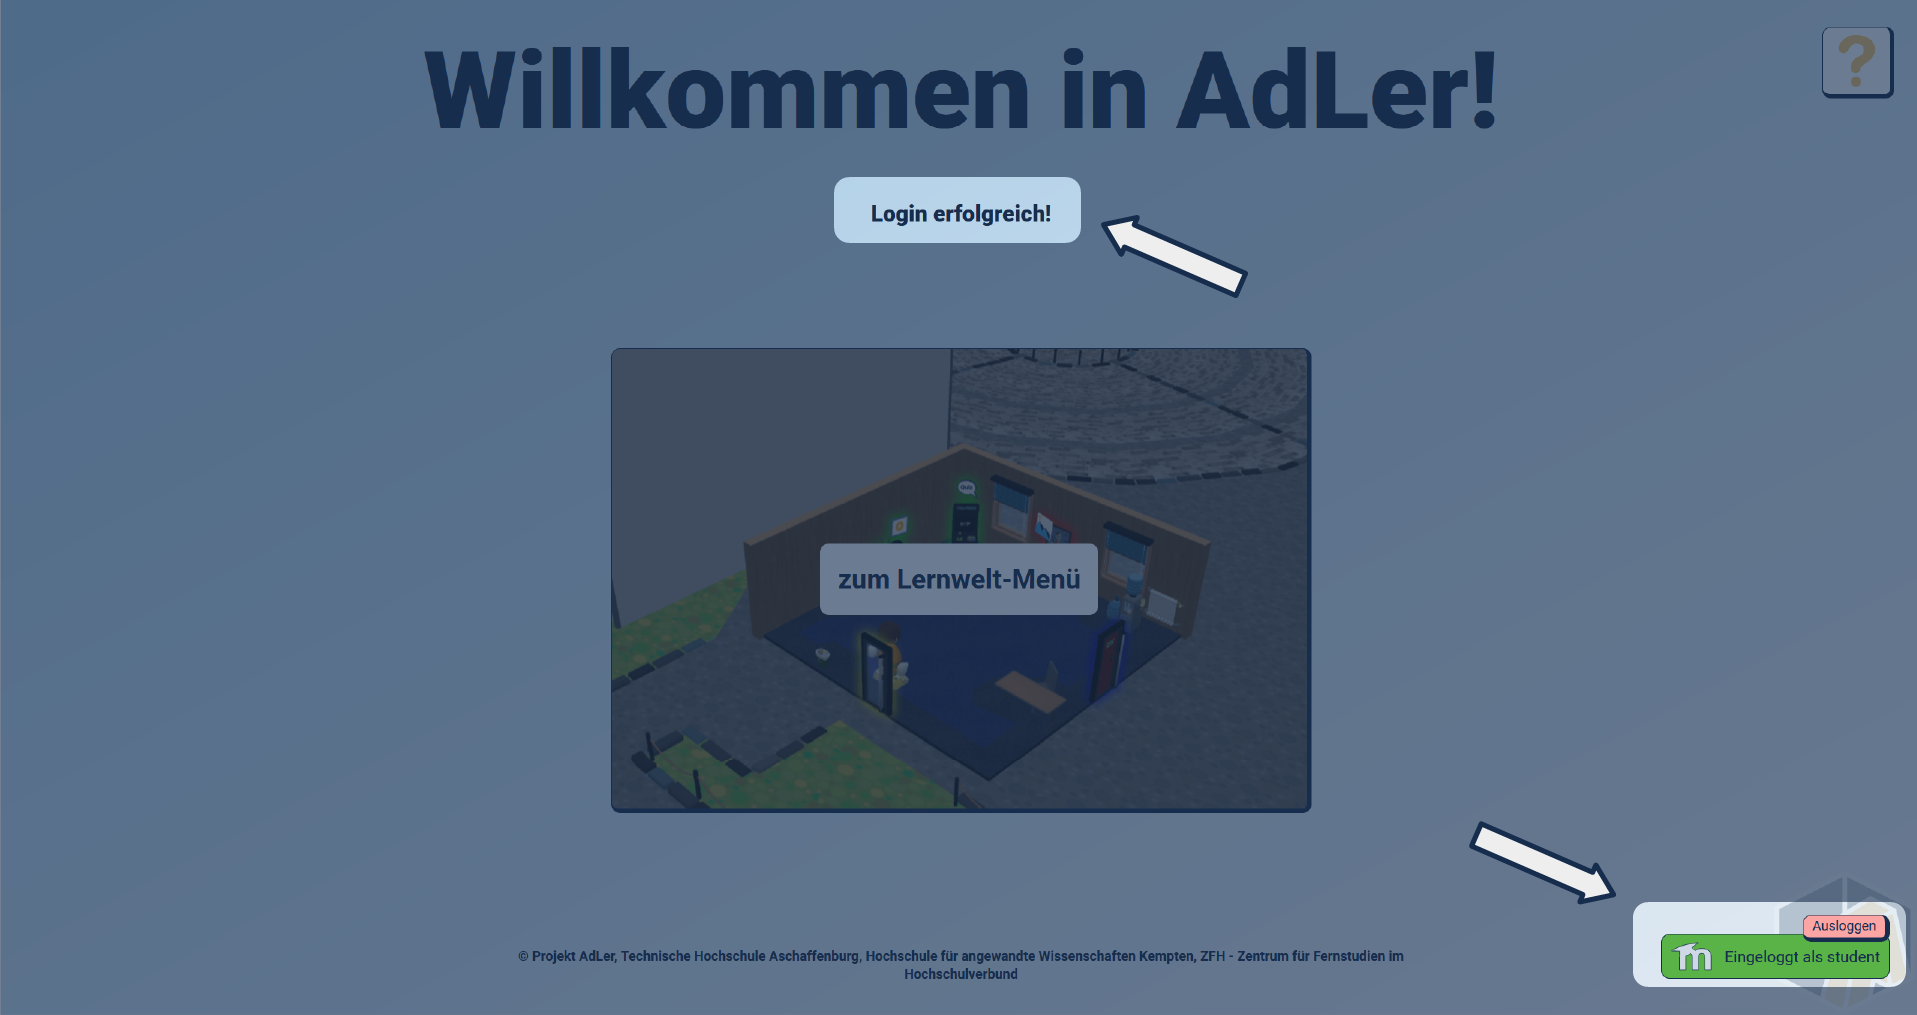 Willkommen in AdLer!
?
Login erfolgreich!
zum Lernwelt-Menü
Ausloggen
Eingeloggt als student
© Projekt AdLer, Technische Hochschule Aschaffenburg, Hochschule für angewandte Wissenschaften Kempten, ZFH - Zentrum für Fernstudien im
Hochschulverbund